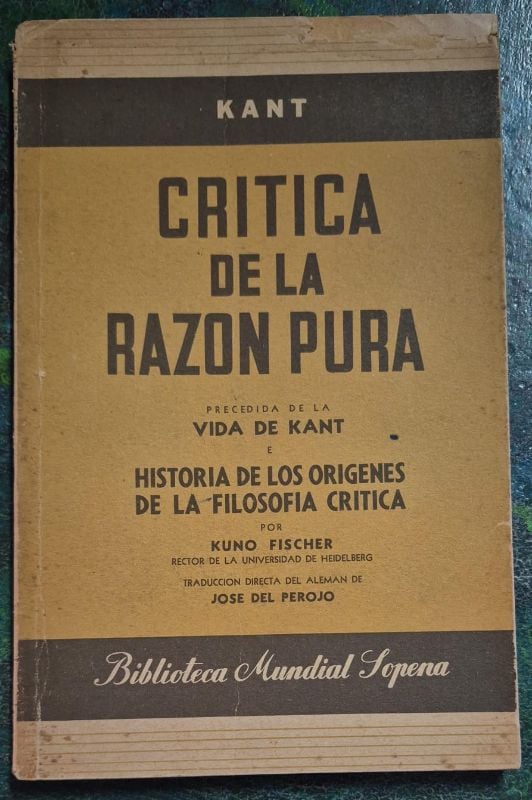 KANT
CRITICA
DE LA
RAZON PURA
PRECEDIDA DE LA
VIDA DE KANT
E
HISTORIA DE LOS ORIGENES
DE LA FILOSOFIA CRITICA
POR
KUNO FISCHER
RECTOR DE LA UNIVERSIDAD DE HEIDELBERG
TRADUCCION DIRECTA DEL ALEMAN DE
JOSE DEL PEROJO
Biblioteca Mundial Sopena